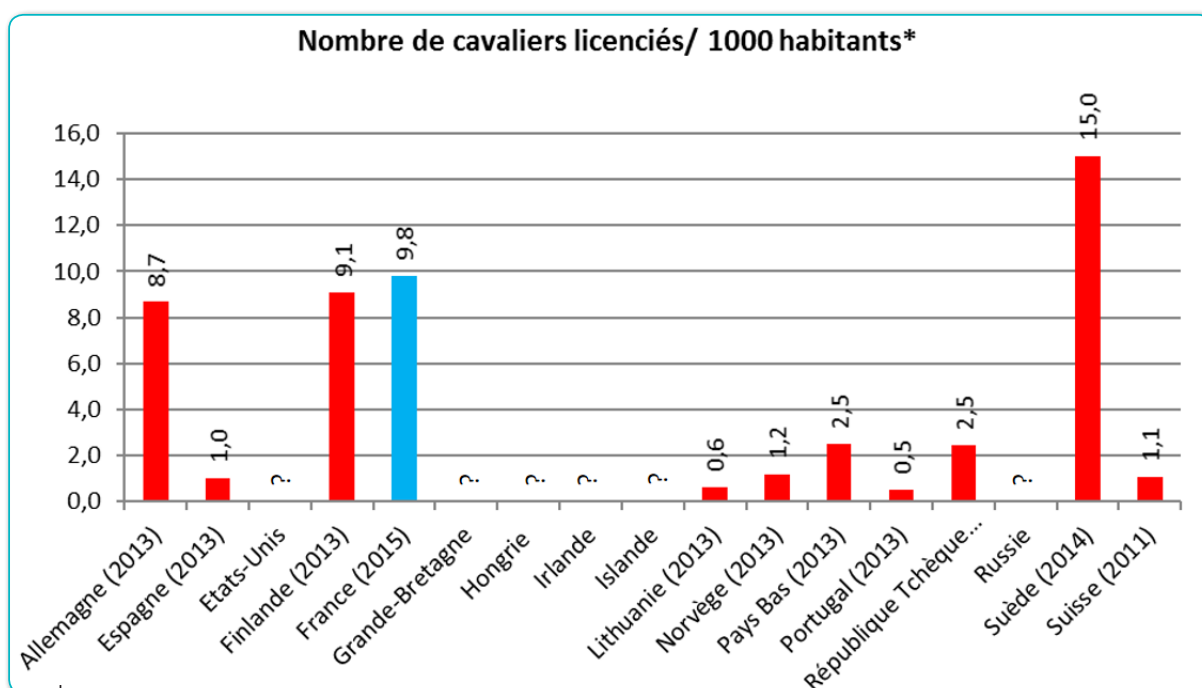 Nombre de cavaliers licenciés/ 1000 habitants*
16,0
14,0
12,0
10,0
8,0
6,0
4,0
2,0
0,0
8,7
1,0
?
9,1
9,8
?
?
?
?
0,6
1,2
2,5
0,5
2,5
?
15,0
1,1
Allemagne (2013)
Espagne (2013)
Etats-Unis
Finlande (2013)
France (2015)
Grande-Bretagne
Hongrie
Irlande
Islande
Lithuanie (2013)
Norvège (2013)
Pays Bas (2013)
Portugal (2013)
République Tchèque...
Russie
Suède (2014)
Suisse (2011)